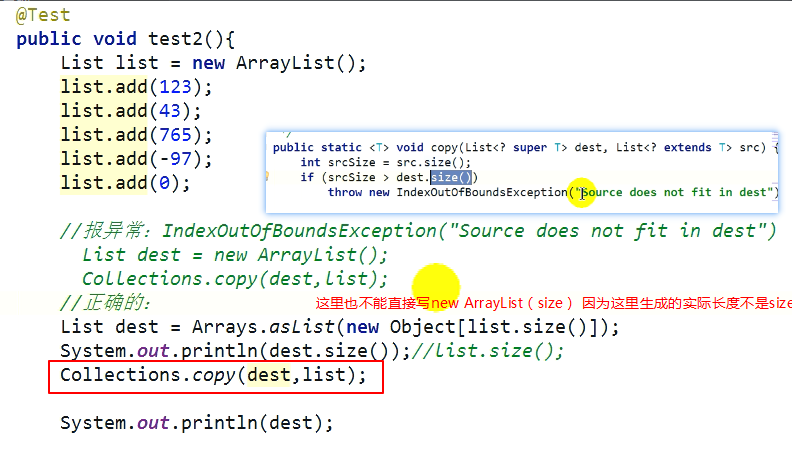 @Test
public void test2(){
List list = new ArrayList();
list.add(123);
list.add(43);
list.add(765);
list.add(-97);
list.add(0);
*/
public static <T> void copy(List<? super T> dest, List<? extends T> src) {
int srcSize = src.size();
if (srcSize > dest.size())
throw new IndexOutOfBoundsException("Source does not fit in dest")
//报异常：IndexOutOfBoundsException("Source does not fit in dest")
List dest = new ArrayList();
Collections.copy(dest,list);
//正确的：
这里也不能直接写new ArrayList（size）因为这里生成的实际长度不是size
List dest = Arrays.asList(new Object[list.size()]);
System.out.println(dest.size());//list.size();
Collections.copy(dest,list);
System.out.println(dest);